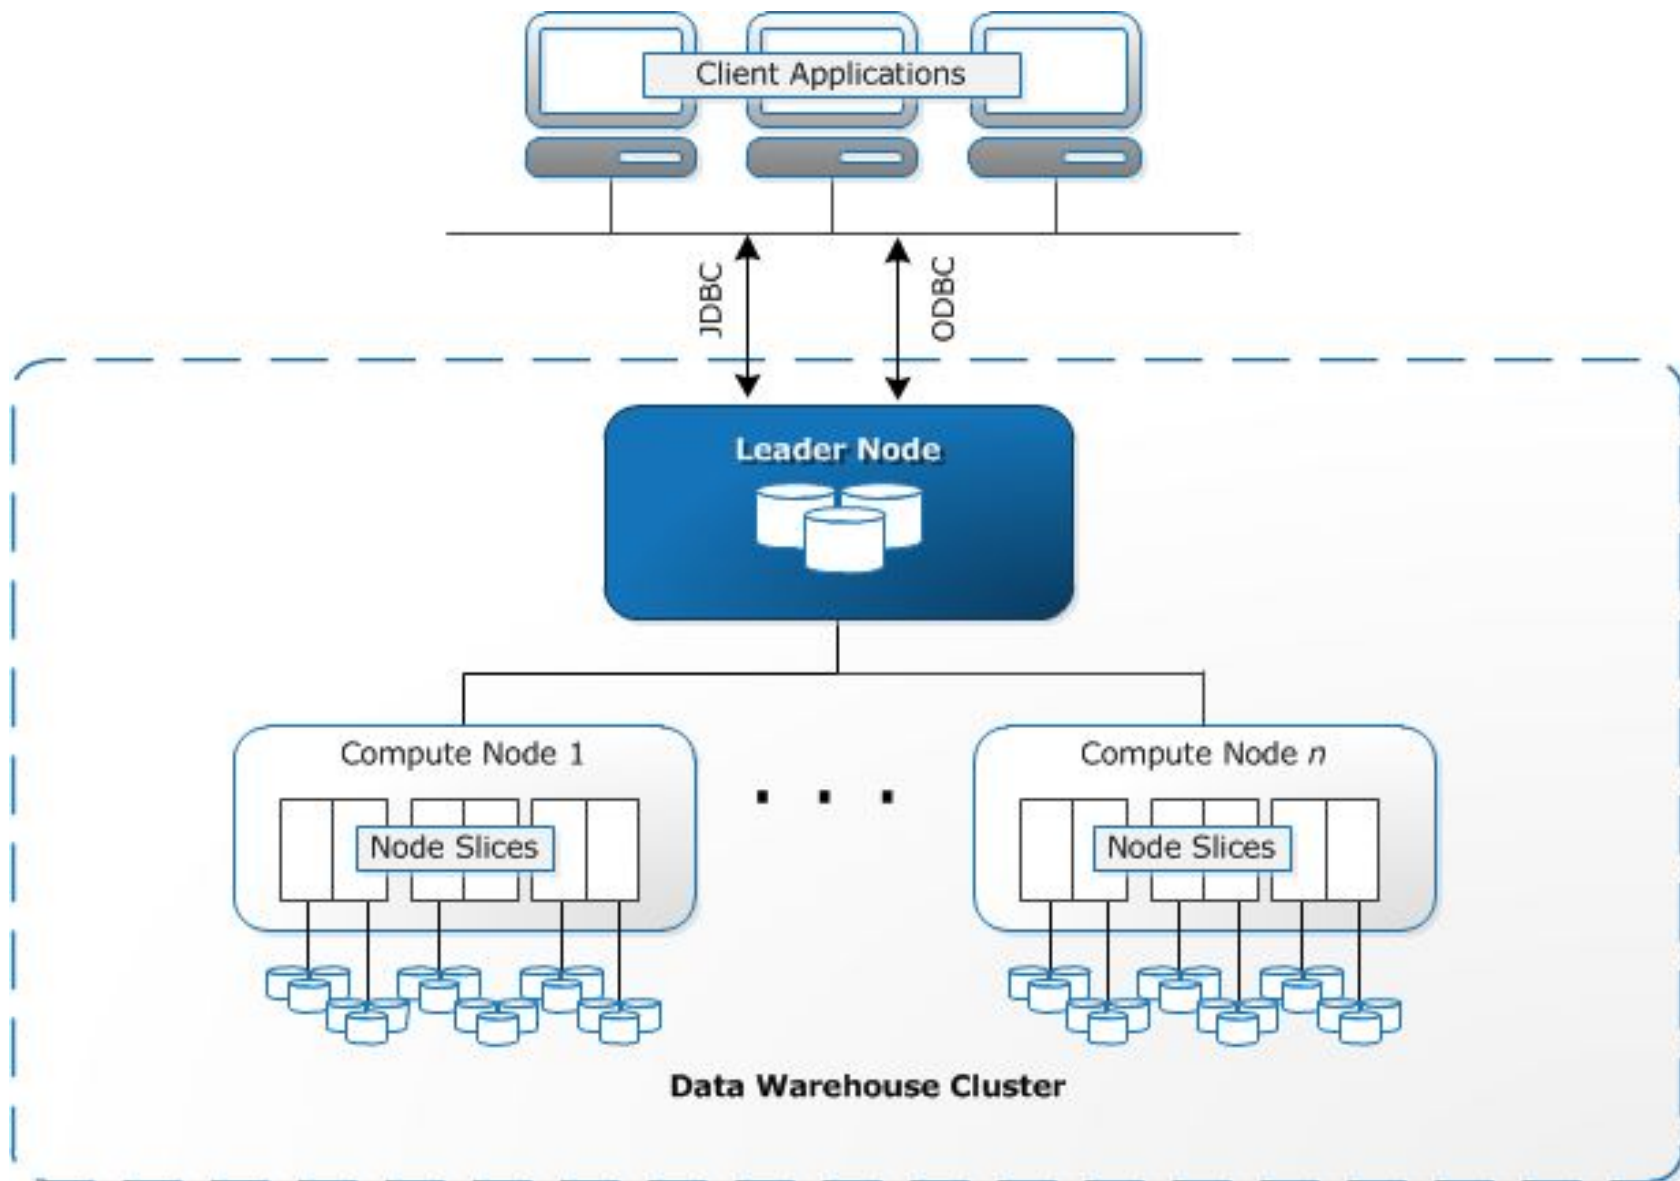 Client Applications
JDBC
ODBC
Leader Node
Compute Node 1
Compute Node n
. . .
Node Slices
Node Slices
Data Warehouse Cluster